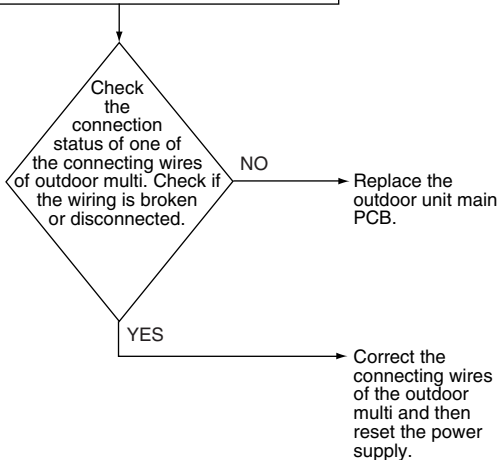 Check
the
connection
status of one of
the connecting wires
of outdoor multi. Check if
the wiring is broken
or disconnected.
NO
Replace the
outdoor unit main
PCB.
YES
Correct the
connecting wires
of the outdoor
multi and then
reset the power
supply.